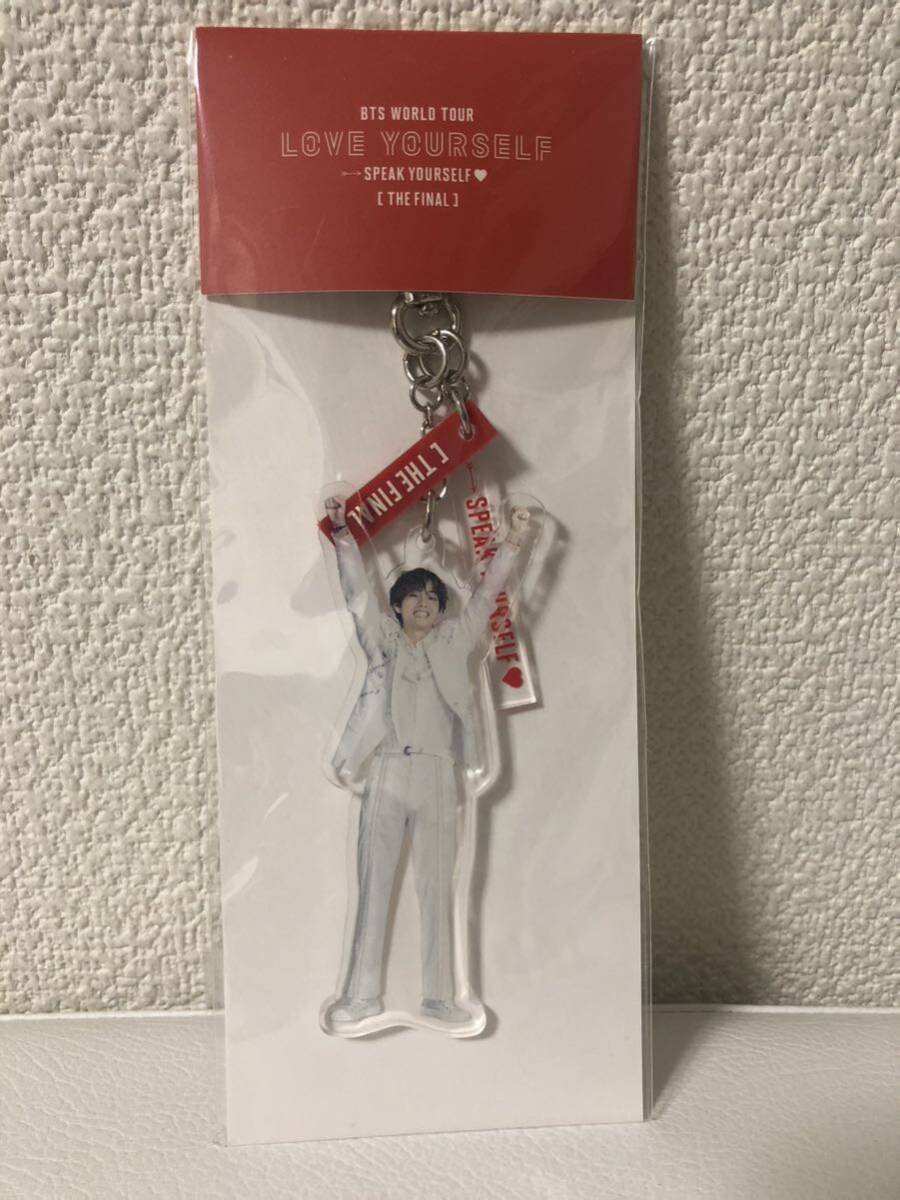 BTS WORLD TOUR
LOVE YOURSELF
SPEAK YOURSELF♥
[ THE FINAL ]
[ THE FINAL
SPEAK YOURSELF♥